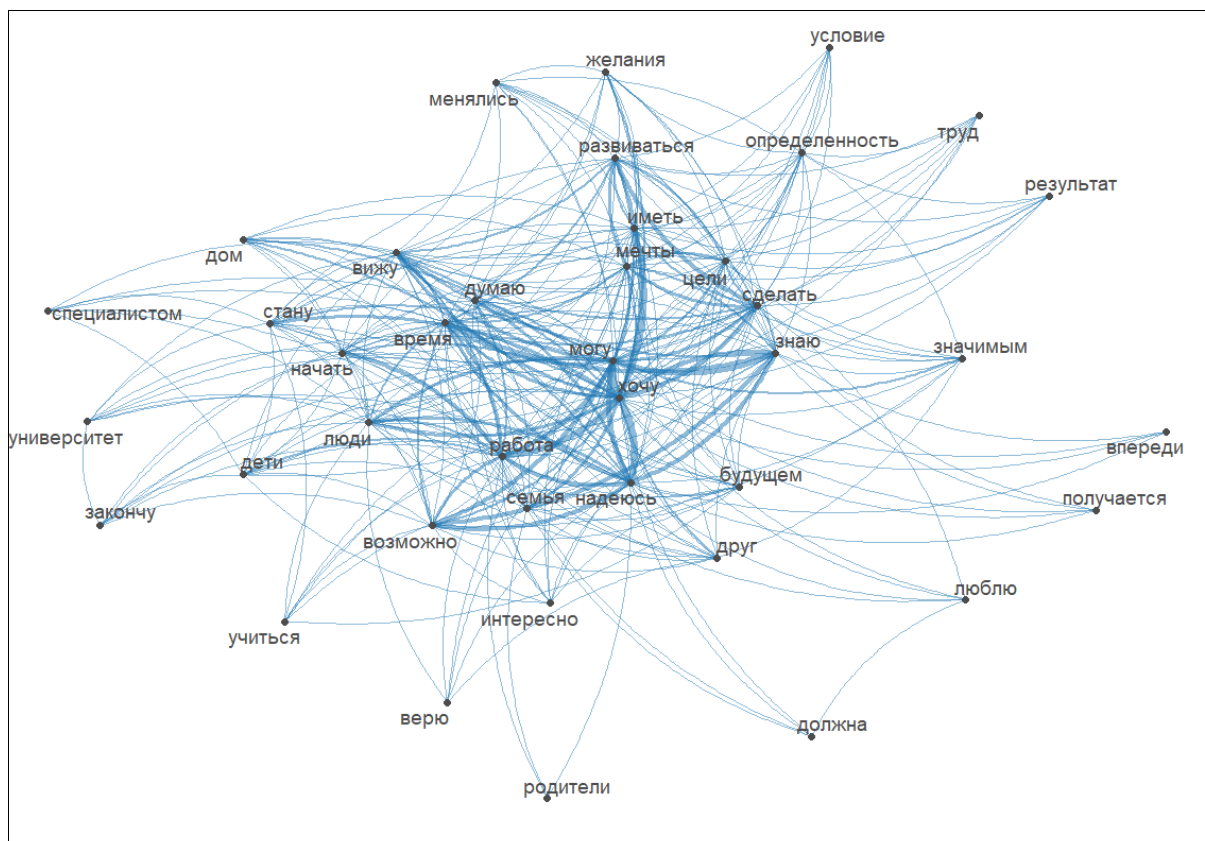 условие
желания
менялись
труд
определенность
развиваться
результат
иметь
дом
мечты
вижу
цели
думаю
сделать
специалистом
стану
время
знаю
могу
значимым
начать
хочу
университет
люди
работа
впереди
дети
будущем
семья
надеюсь
получается
закончу
возможно
друг
люблю
интересно
учиться
верю
должна
родители